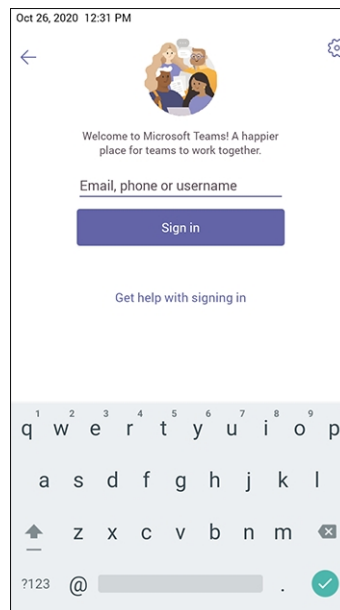 Oct 26, 2020 12:31 PM
Welcome to Microsoft Teams! A happier
place for teams to work together.
Email, phone or username
Sign in
Get help with signing in
1 2 3 4 5 6 7 8 9
q w e r t y u i o p
a s d f g h j k l
z x c v b n m
?123 @ .